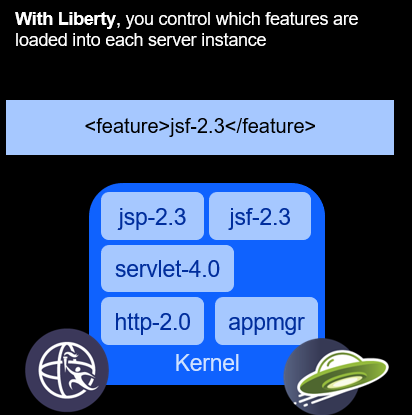 With Liberty, you control which features are
loaded into each server instance
<feature>jsf-2.3</feature>
jsp-2.3 jsf-2.3
servlet-4.0
http-2.0 appmgr
Kernel